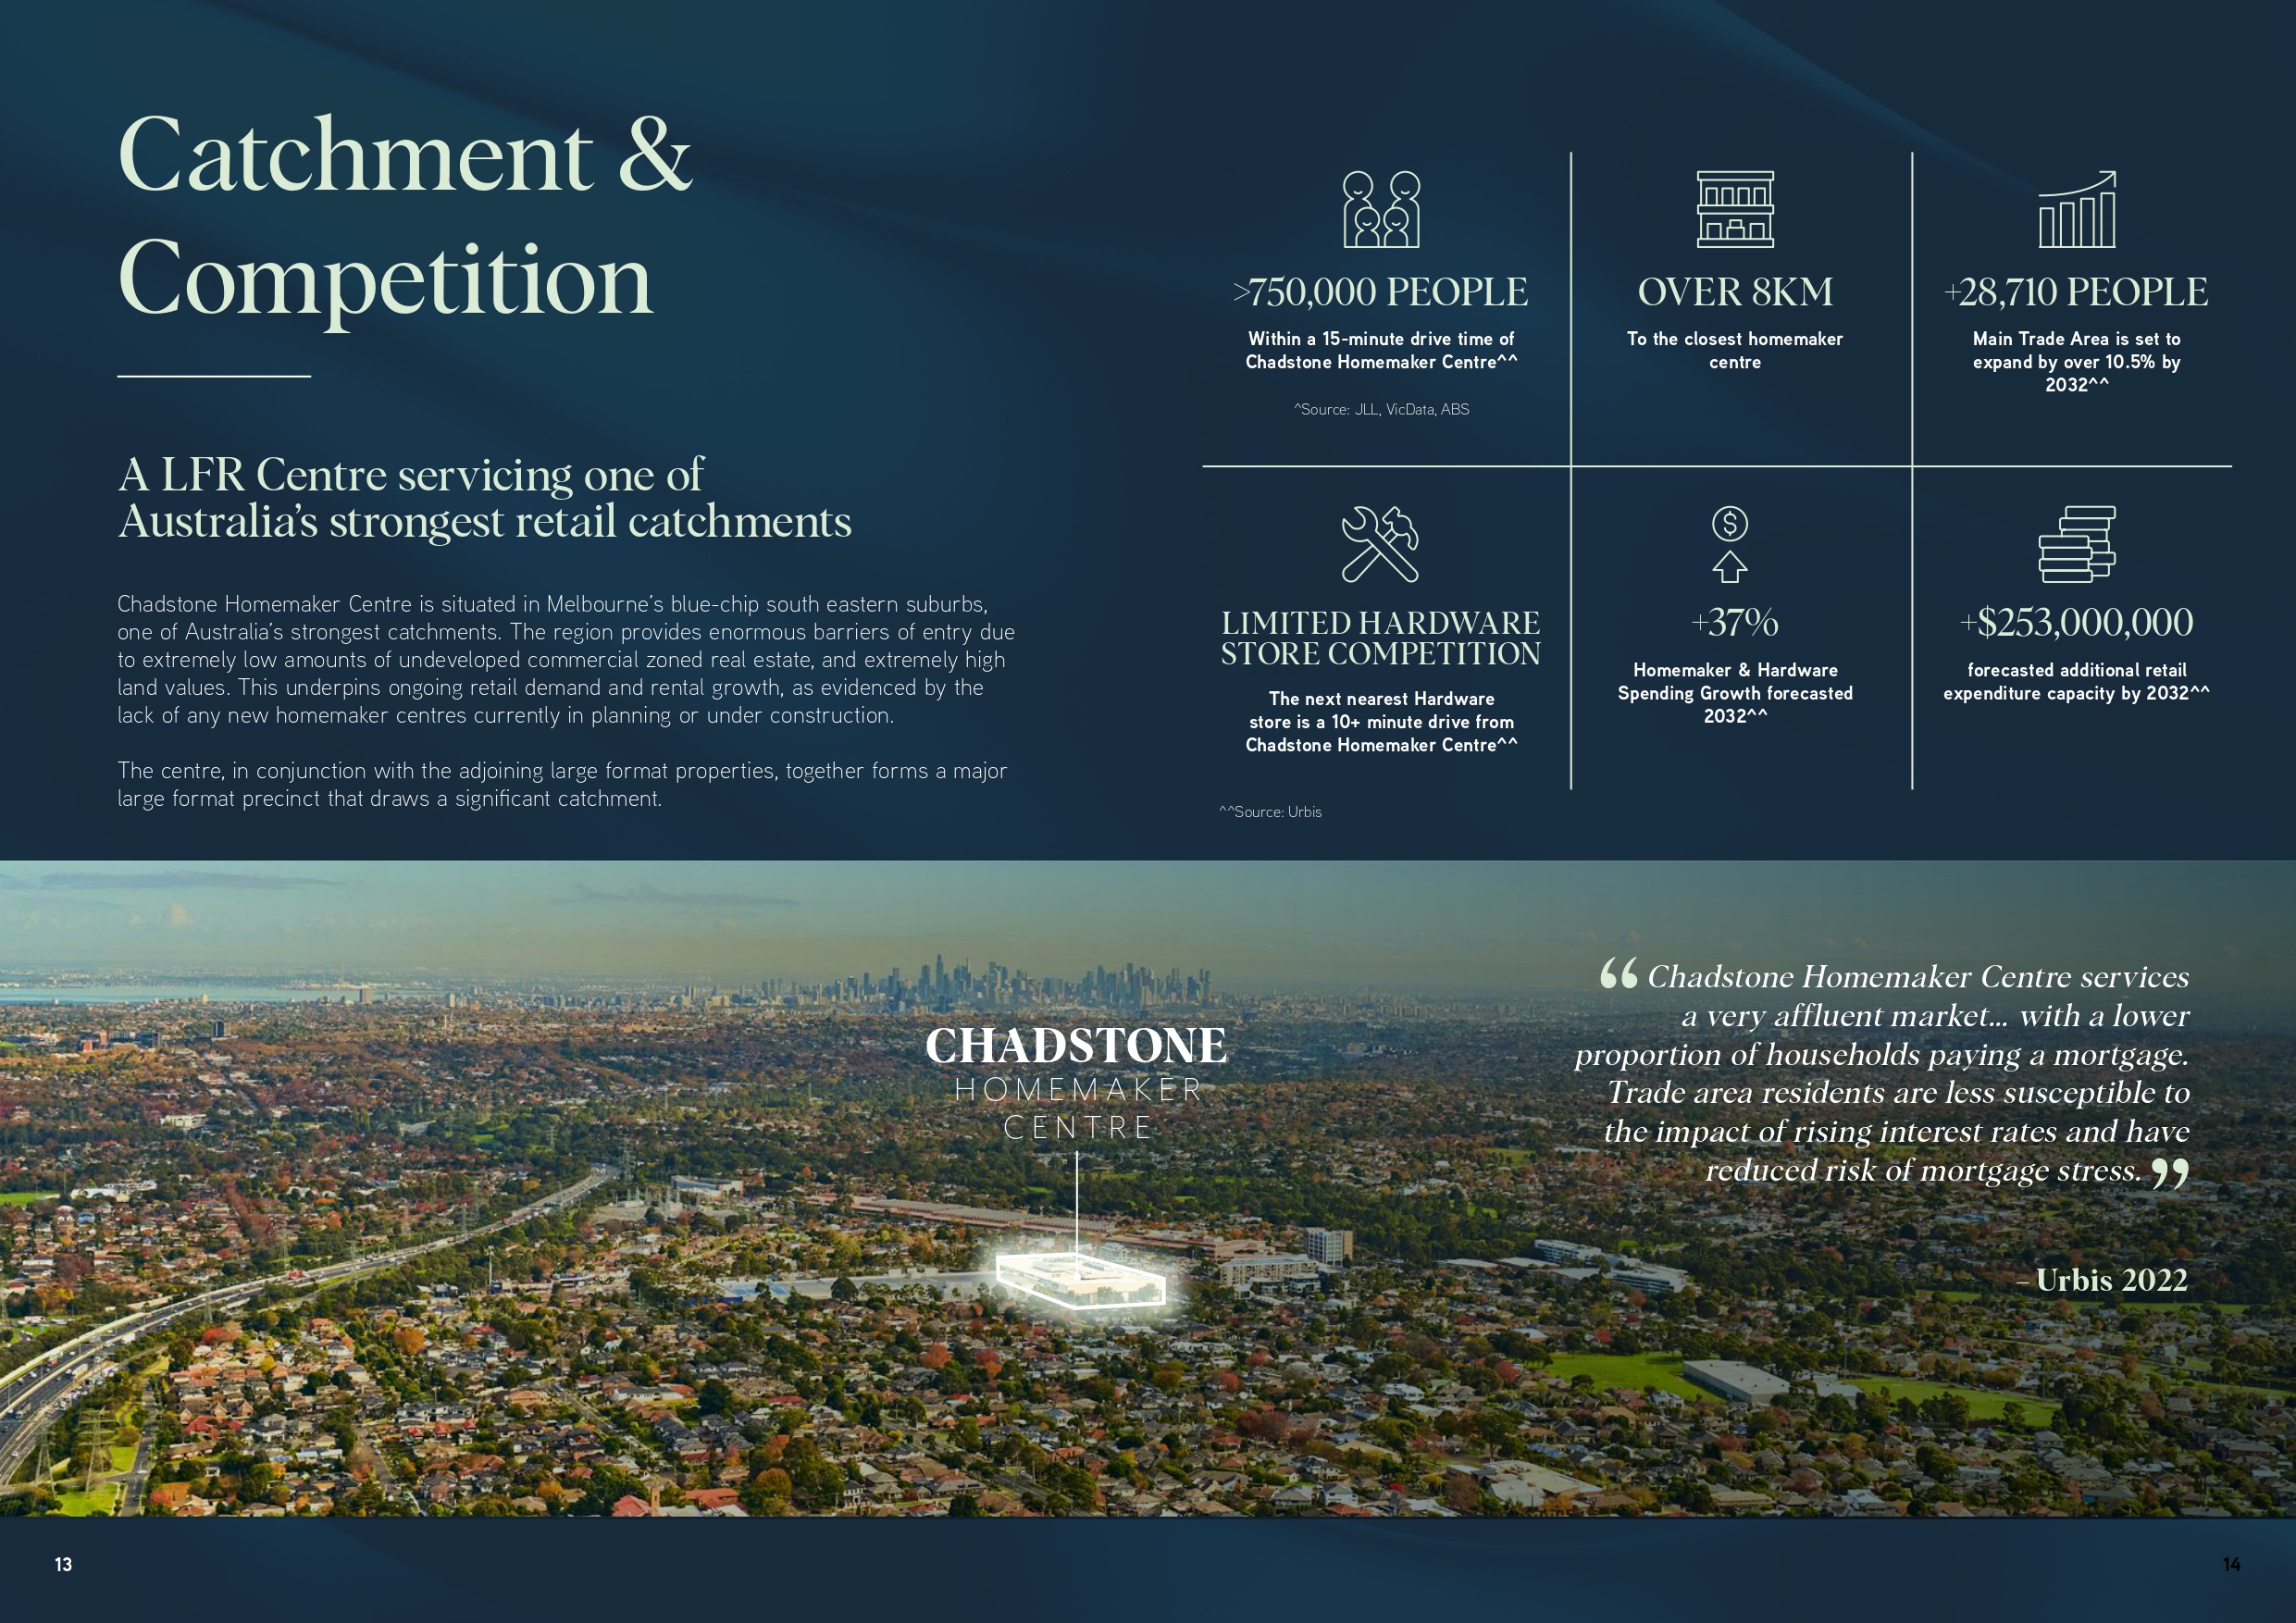 Catchment &
Competition
A LFR Centre servicing one of
Australia’s strongest retail catchments
Chadstone Homemaker Centre is situated in Melbourne’s blue-chip south eastern suburbs,
one of Australia’s strongest catchments. The region provides enormous barriers of entry due
to extremely low amounts of undeveloped commercial zoned real estate, and extremely high
land values. This underpins ongoing retail demand and rental growth, as evidenced by the
lack of any new homemaker centres currently in planning or under construction.
The centre, in conjunction with the adjoining large format properties, together forms a major
large format precinct that draws a significant catchment.
>750,000 PEOPLE
Within a 15-minute drive time of
Chadstone Homemaker Centre^^
^Source: JLL, VicData, ABS
OVER 8KM
To the closest homemaker
centre
+28,710 PEOPLE
Main Trade Area is set to
expand by over 10.5% by
2032^^
LIMITED HARDWARE
STORE COMPETITION
The next nearest Hardware
store is a 10+ minute drive from
Chadstone Homemaker Centre^^
$
+37%
Homemaker & Hardware
Spending Growth forecasted
2032^^
+$253,000,000
forecasted additional retail
expenditure capacity by 2032^^
^^Source: Urbis
CHADSTONE
HOMEMAKER
CENTRE
“ Chadstone Homemaker Centre services
a very affluent market... with a lower
proportion of households paying a mortgage.
Trade area residents are less susceptible to
the impact of rising interest rates and have
reduced risk of mortgage stress. ”
– Urbis 2022
13
14